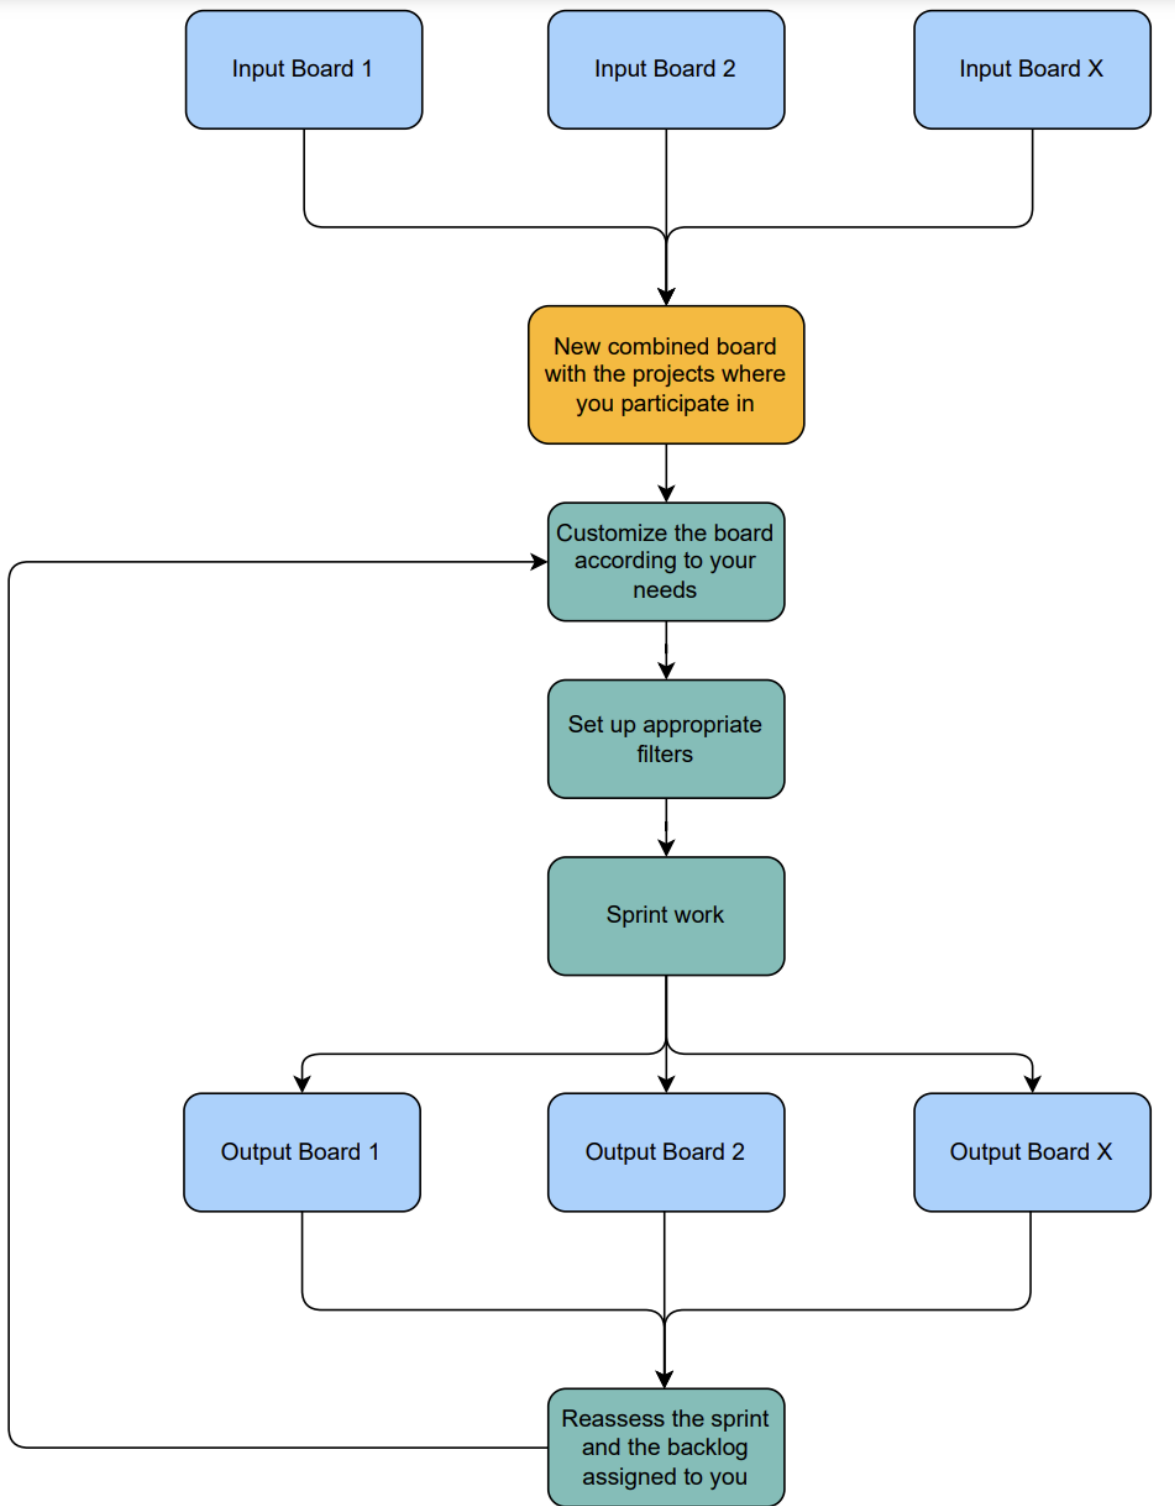 Input Board 1
Input Board 2
Input Board X
New combined board
with the projects where
you participate in
Customize the board
according to your
needs
Set up appropriate
filters
Sprint work
Output Board 1
Output Board 2
Output Board X
Reassess the sprint
and the backlog
assigned to you